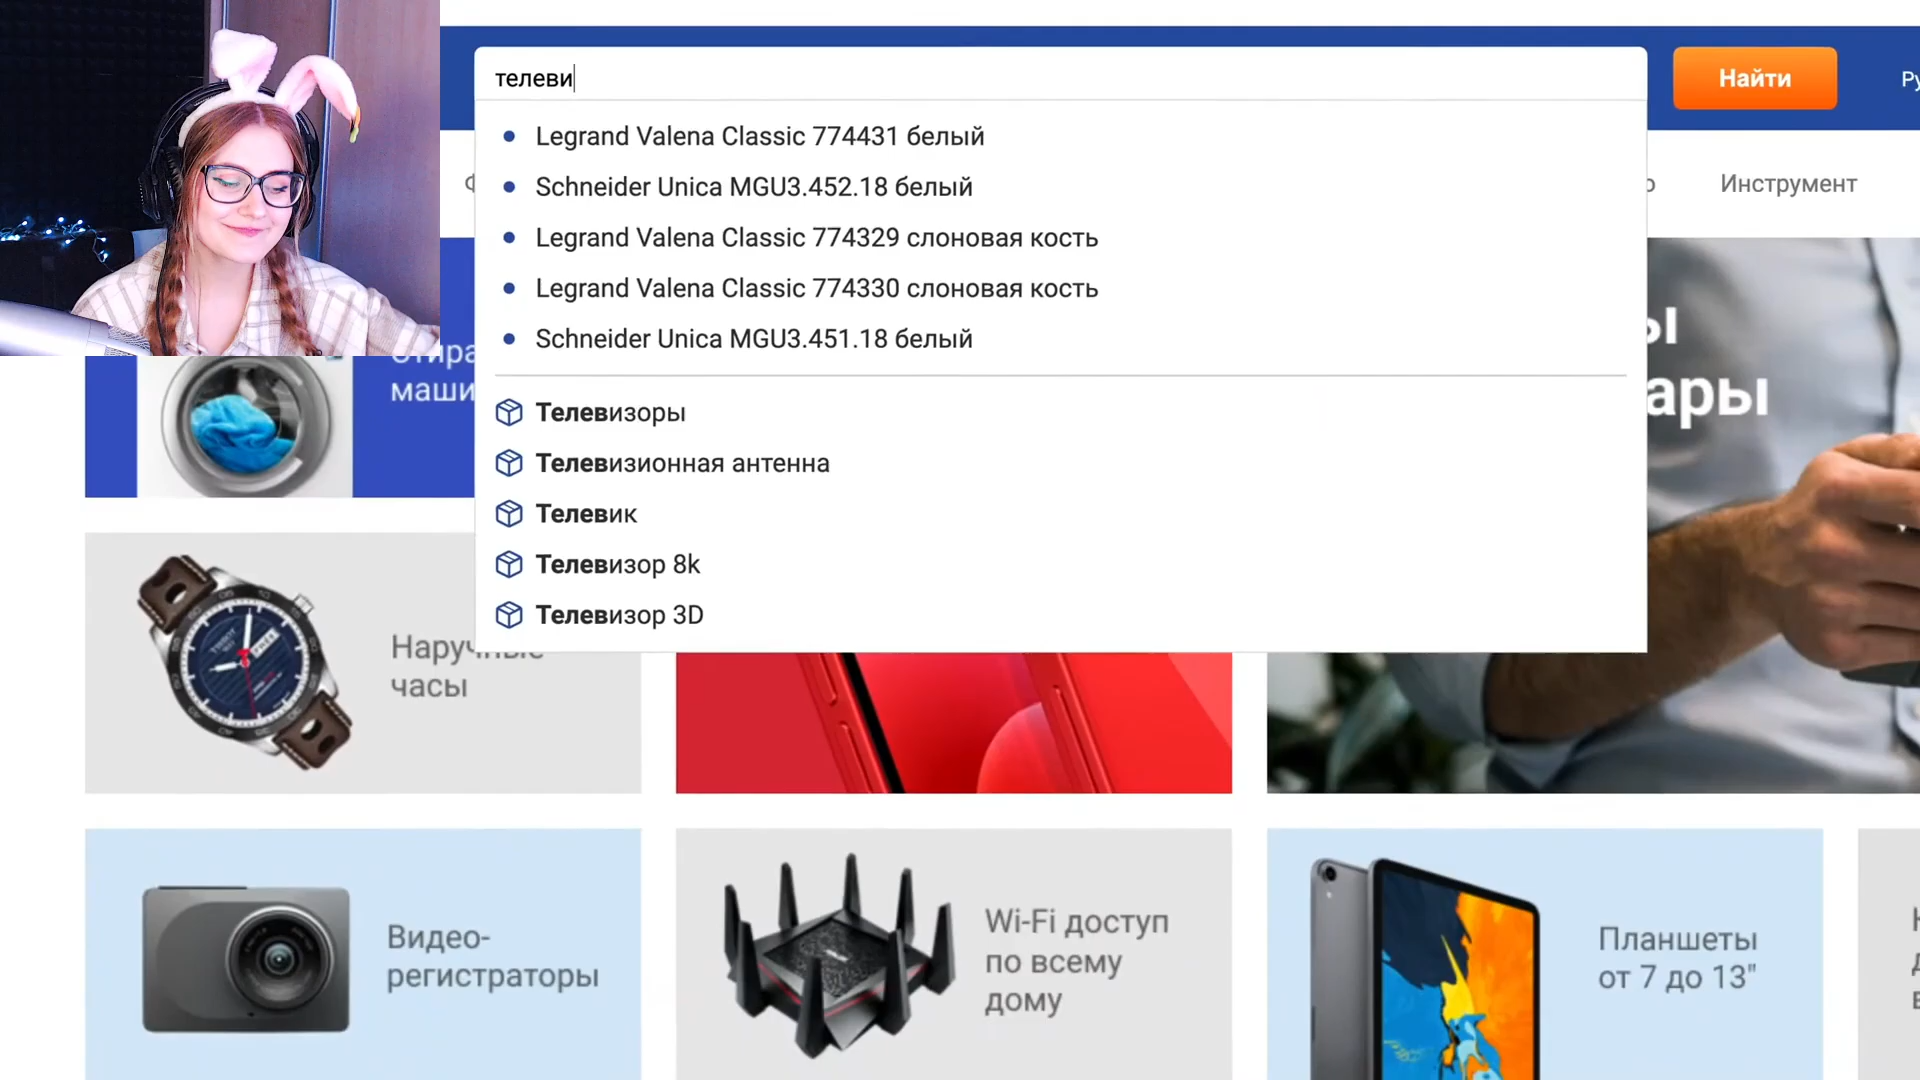 телеви
Найти
Legrand Valena Classic 774431 белый
Schneider Unica MGU3.452.18 белый
Legrand Valena Classic 774329 слоновая кость
Legrand Valena Classic 774330 слоновая кость
Schneider Unica MGU3.451.18 белый
Инструмент
Телевизоры
Телевизионная антенна
Телевик
Телевизор 8k
Телевизор 3D
Наручные
часы
Видео-
регистраторы
Wi-Fi доступ
по всему
дому
Планшеты
от 7 до 13"